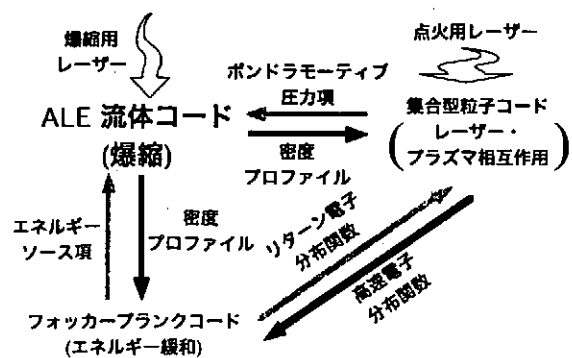 爆縮用
レーザー
点火用レーザー
ポンドラモーティブ
圧力項
ALE 流体コード
(爆縮)
密度
プロファイル
集合型粒子コード
(レーザー・
プラズマ相互作用)
エネルギー
ソース項
密度
プロファイル
リターン電子
分布関数
高速電子
分布関数
フォッカープランクコード
(エネルギー緩和)